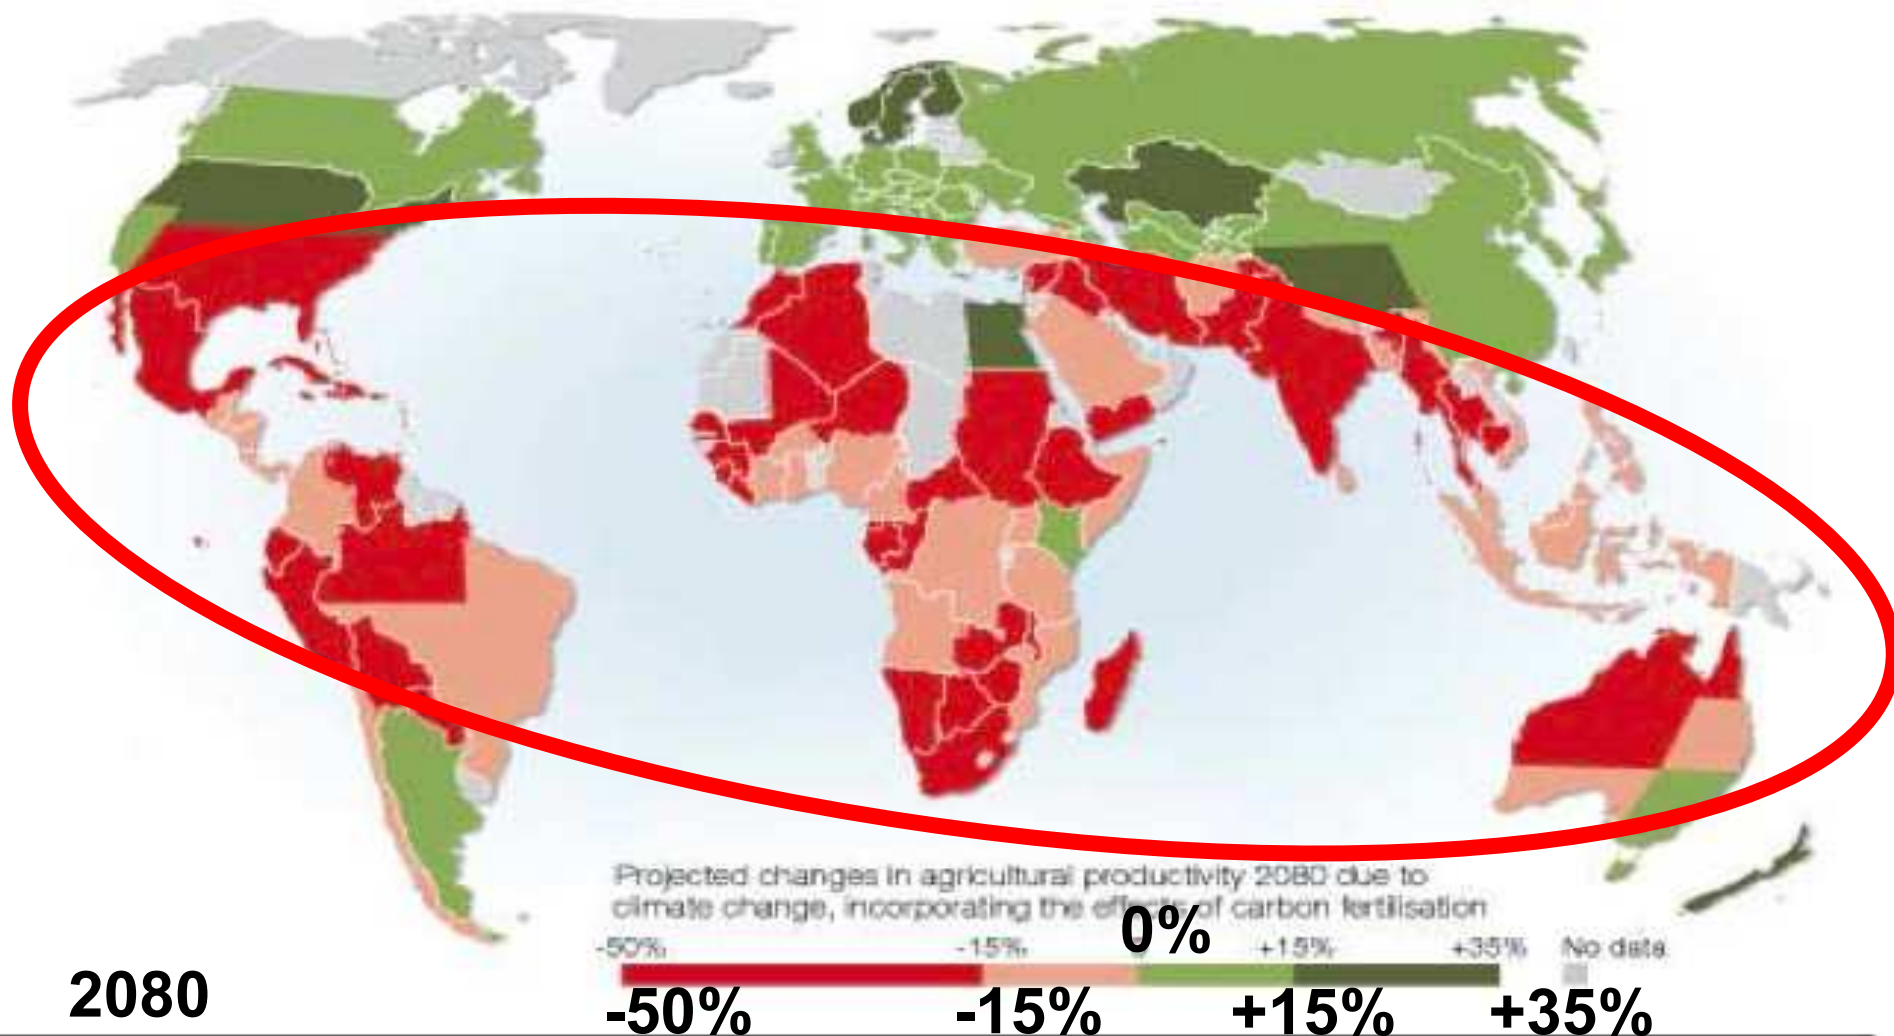 Projected changes in agricultural productivity 2080 due to
climate change, incorporating the effects of carbon fertilisation
0%
-50% -15% +15% +35% No data
2080
-50% -15% +15% +35%